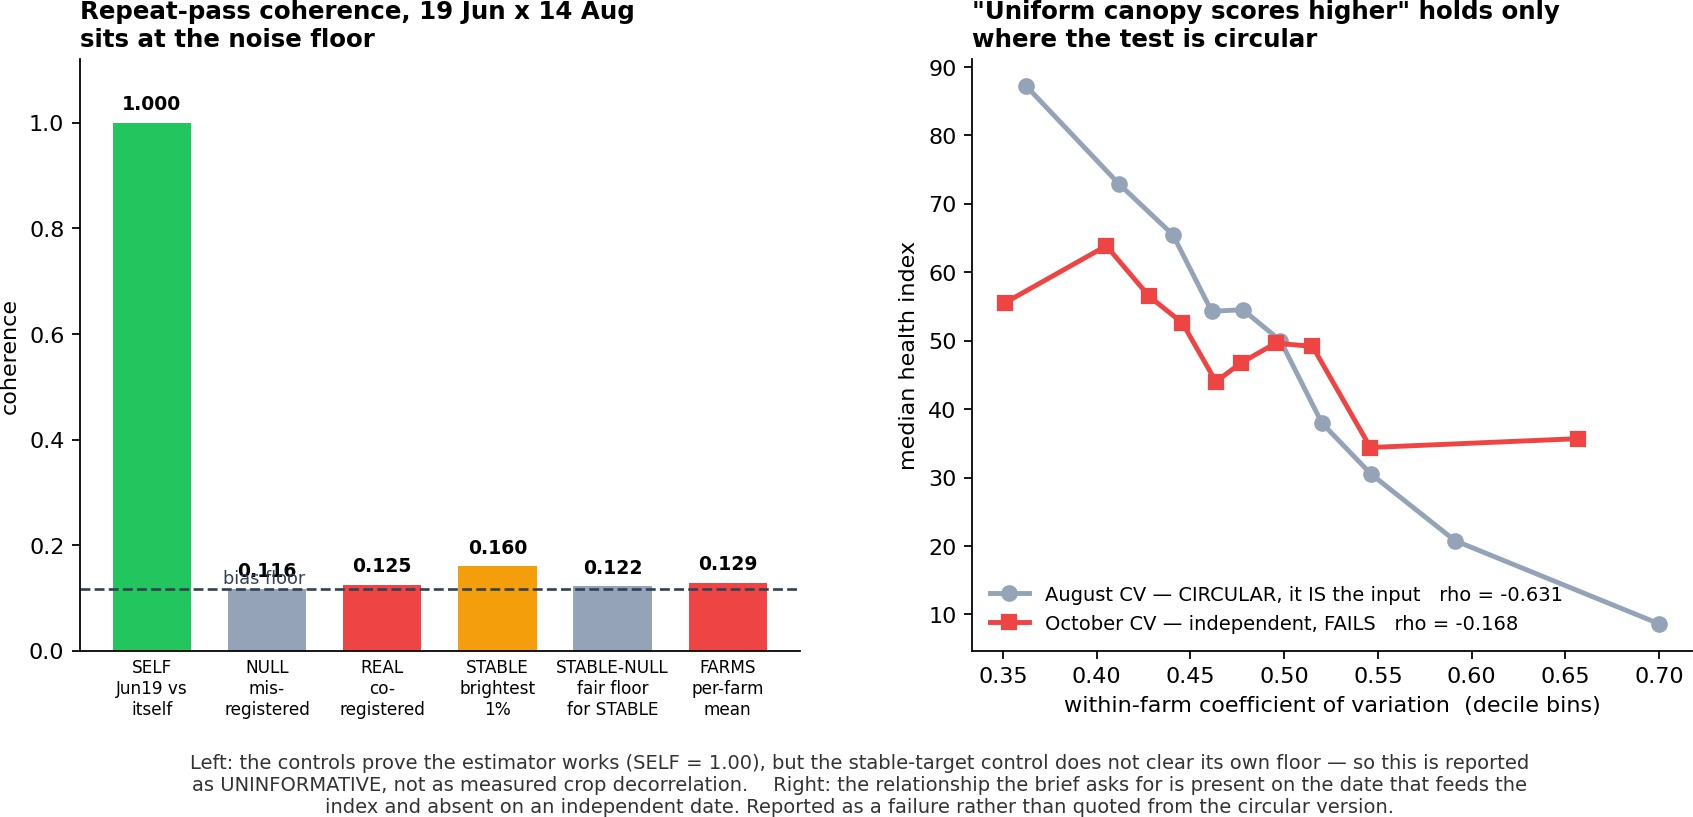 Repeat-pass coherence, 19 Jun x 14 Aug
sits at the noise floor
coherence
1.0
0.8
0.6
0.4
0.2
0.0
1.000
0.116
0.125
0.160
0.122
0.129
bias floor
SELF
Jun19 vs
itself
NULL
mis-
registered
REAL
co-
registered
STABLE
brightest
1%
STABLE-NULL
fair floor
for STABLE
FARMS
per-farm
mean
"Uniform canopy scores higher" holds only
where the test is circular
median health index
90
80
70
60
50
40
30
20
10
August CV — CIRCULAR, it IS the input   rho = -0.631
October CV — independent, FAILS   rho = -0.168
0.35 0.40 0.45 0.50 0.55 0.60 0.65 0.70
within-farm coefficient of variation  (decile bins)
Left: the controls prove the estimator works (SELF = 1.00), but the stable-target control does not clear its own floor — so this is reported
as UNINFORMATIVE, not as measured crop decorrelation.    Right: the relationship the brief asks for is present on the date that feeds the
index and absent on an independent date. Reported as a failure rather than quoted from the circular version.